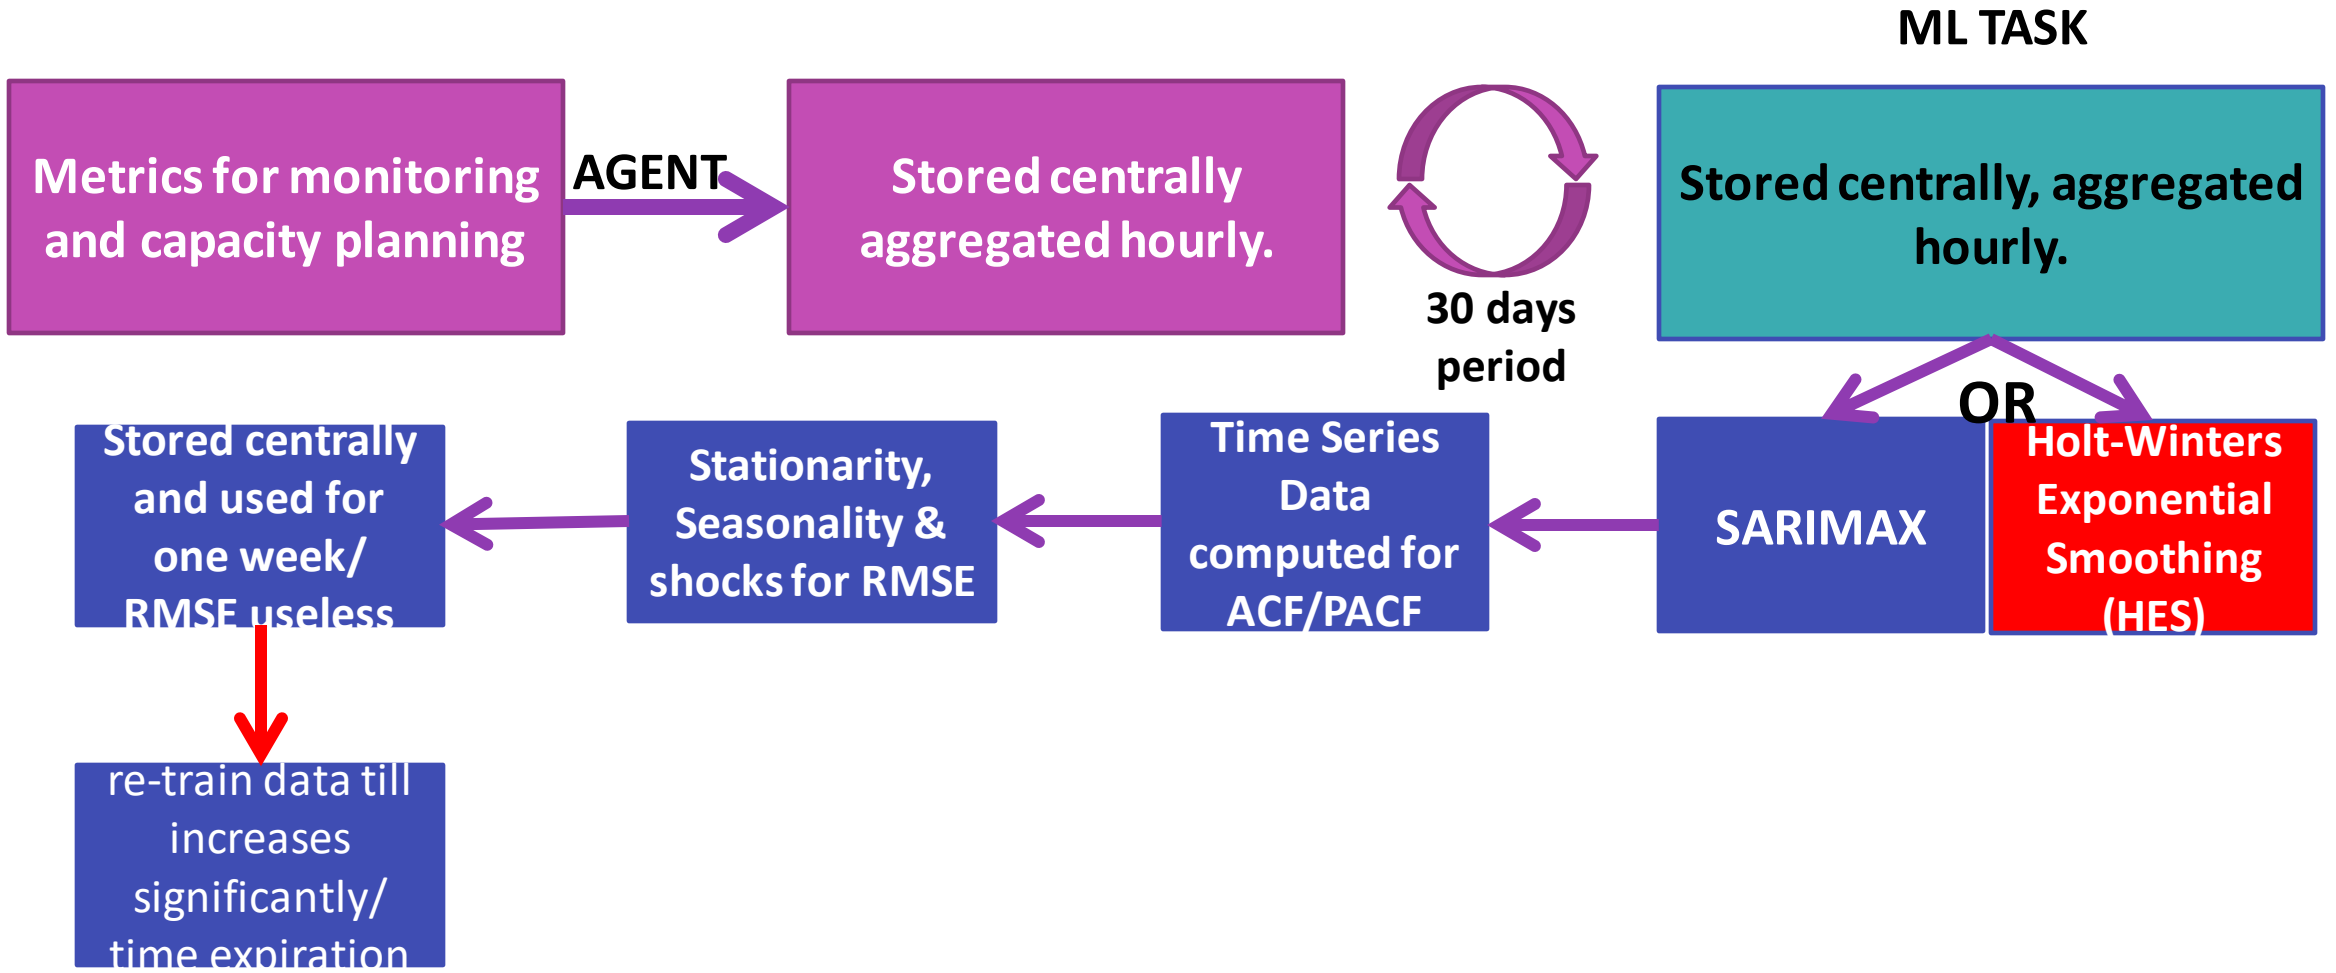 ML TASK
Metrics for monitoring
and capacity planning
AGENT
Stored centrally
aggregated hourly.
30 days
period
Stored centrally, aggregated
hourly.
OR
SARIMAX
Holt-Winters
Exponential
Smoothing
(HES)
Time Series
Data
computed for
ACF/PACF
Stationarity,
Seasonality &
shocks for RMSE
Stored centrally
and used for
one week/
RMSE useless
re-train data till
increases
significantly/
time expiration